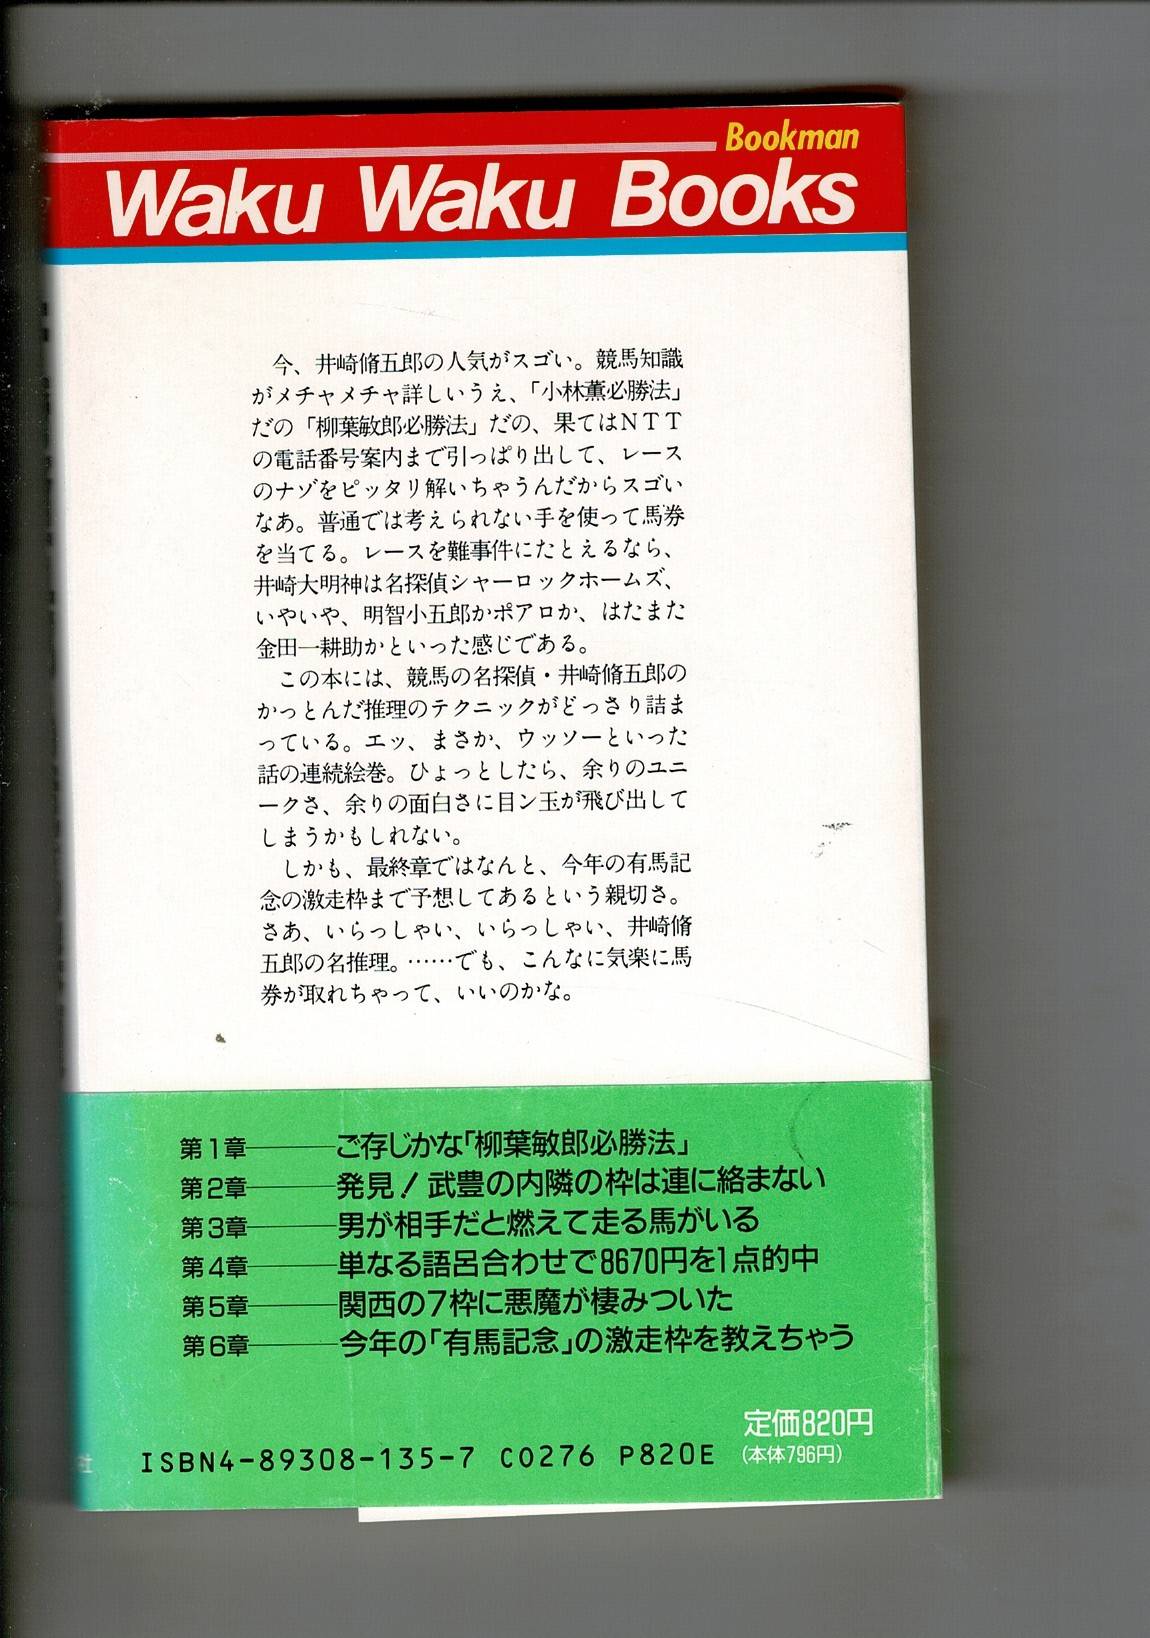 Bookman
Waku Waku Books
今、井崎脩五郎の人気がスゴい。競馬知識
がメチャメチャ詳しいうえ、「小林薫必勝法」
だの「柳葉敏郎必勝法」だの、果てはNTT
の電話番号案内まで引っぱり出して、レース
のナゾをピッタリ解いちゃうんだからスゴい
なあ。普通では考えられない手を使って馬券
を当てる。レースを難事件にたとえるなら、
井崎大明神は名探偵シャーロックホームズ、
いやいや、明智小五郎かポアロか、はたまた
金田一耕助かといった感じである。
この本には、競馬の名探偵・井崎脩五郎の
かっとんだ推理のテクニックがどっさり詰ま
っている。エッ、まさか、ウッソーといった
話の連続絵巻。ひょっとしたら、余りのユニ
ークさ、余りの面白さに目ン玉が飛び出して
しまうかもしれない。
しかも、最終章ではなんと、今年の有馬記
念の激走枠まで予想してあるという親切さ。
さあ、いらっしゃい、いらっしゃい、井崎脩
五郎の名推理。……でも、こんなに気楽に馬
券が取れちゃって、いいのかな。
第1章――ご存じかな「柳葉敏郎必勝法」
第2章――発見!武豊の内隣の枠は連に絡まない
第3章――男が相手だと燃えて走る馬がいる
第4章――単なる語呂合わせで8670円を1点的中
第5章――関西の7枠に悪魔が棲みついた
第6章――今年の「有馬記念」の激走枠を教えちゃう
定価820円
(本体796円)
ISBN4-89308-135-7 C0276 P820E
社